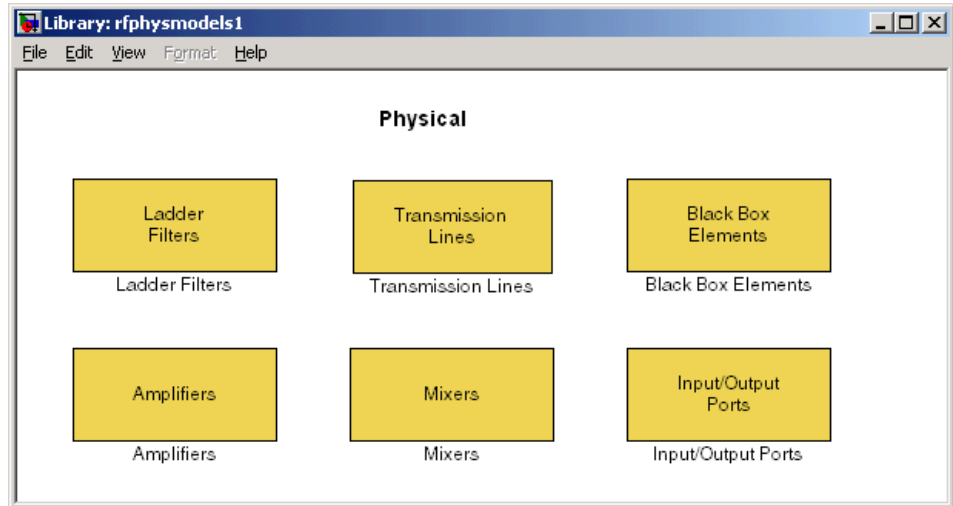 Library: rfphysmodels1
File Edit View Format Help
Physical
Ladder
Filters
Ladder Filters
Transmission
Lines
Transmission Lines
Black Box
Elements
Black Box Elements
Amplifiers
Amplifiers
Mixers
Mixers
Input/Output
Ports
Input/Output Ports